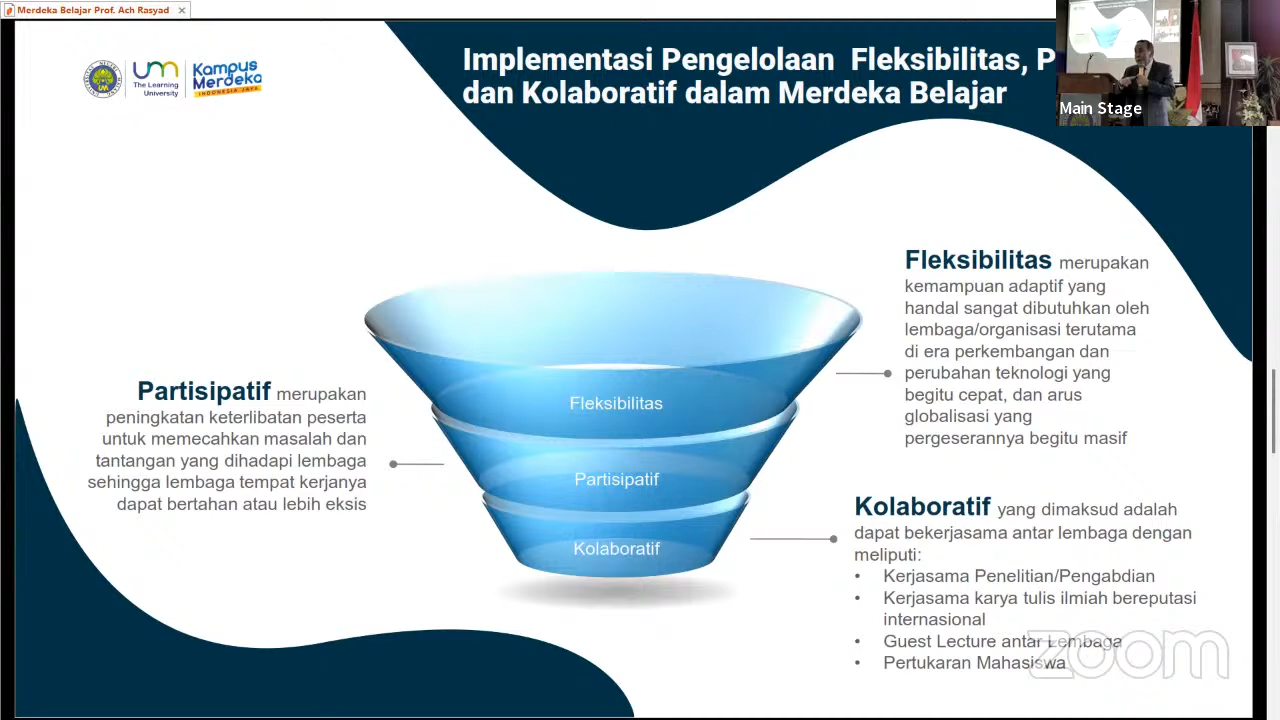 Merdeka Belajar Prof. Ach Rasyad
um
The Learning
University
Kampus
Merdeka
INDONESIA JAYA
Implementasi Pengelolaan Fleksibilitas, P
dan Kolaboratif dalam Merdeka Belajar
Main Stage
Fleksibilitas merupakan
kemampuan adaptif yang
handal sangat dibutuhkan oleh
lembaga/organisasi terutama
di era perkembangan dan
perubahan teknologi yang
begitu cepat, dan arus
globalisasi yang
pergeserannya begitu masif
Partisipatif merupakan
peningkatan keterlibatan peserta
untuk memecahkan masalah dan
tantangan yang dihadapi lembaga
sehingga lembaga tempat kerjanya
dapat bertahan atau lebih eksis
Fleksibilitas
Partisipatif
Kolaboratif
Kolaboratif yang dimaksud adalah
dapat bekerjasama antar lembaga dengan
meliputi:
• Kerjasama Penelitian/Pengabdian
• Kerjasama karya tulis ilmiah bereputasi
internasional
• Guest Lecture antar Lembaga
• Pertukaran Mahasiswa
zoom